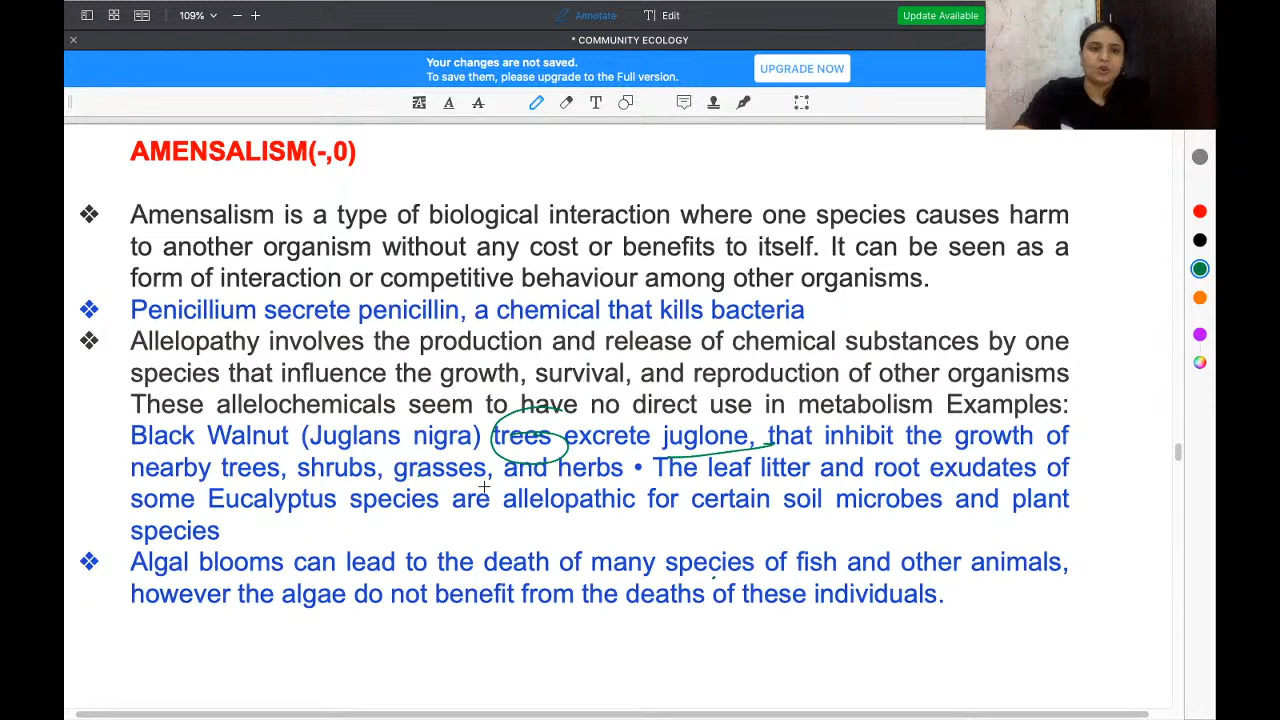 109%
Annotate
Edit
Update Available
* COMMUNITY ECOLOGY
Your changes are not saved.
To save them, please upgrade to the Full version.
UPGRADE NOW
AMENSALISM(-,0)
❖ Amensalism is a type of biological interaction where one species causes harm
to another organism without any cost or benefits to itself. It can be seen as a
form of interaction or competitive behaviour among other organisms.
❖ Penicillium secrete penicillin, a chemical that kills bacteria
❖ Allelopathy involves the production and release of chemical substances by one
species that influence the growth, survival, and reproduction of other organisms
These allelochemicals seem to have no direct use in metabolism Examples:
Black Walnut (Juglans nigra) trees excrete juglone, that inhibit the growth of
nearby trees, shrubs, grasses, and herbs • The leaf litter and root exudates of
some Eucalyptus species are allelopathic for certain soil microbes and plant
species
❖ Algal blooms can lead to the death of many species of fish and other animals,
however the algae do not benefit from the deaths of these individuals.